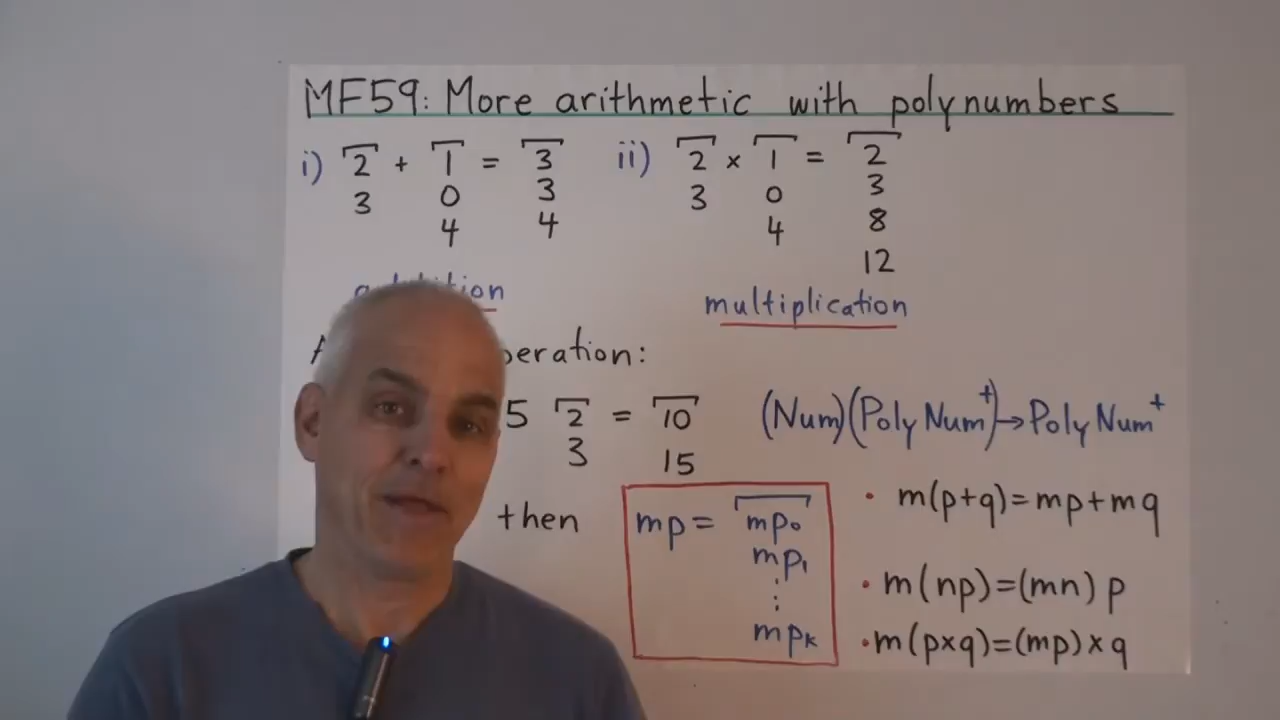 MF59: More arithmetic with polynumbers
i) 2 + 1 = 3
3 0 3
4 4
ii) 2 × 1 = 2
3 0 3
4 8
12
multiplication
5 2 = 10
3 15
(Num)(PolyNum⁺)→PolyNum⁺
then
mp = mp₀
mp₁
⋮
mpₖ
• m(p+q)=mp+mq
• m(np)=(mn)p
• m(p×q)=(mp)×q